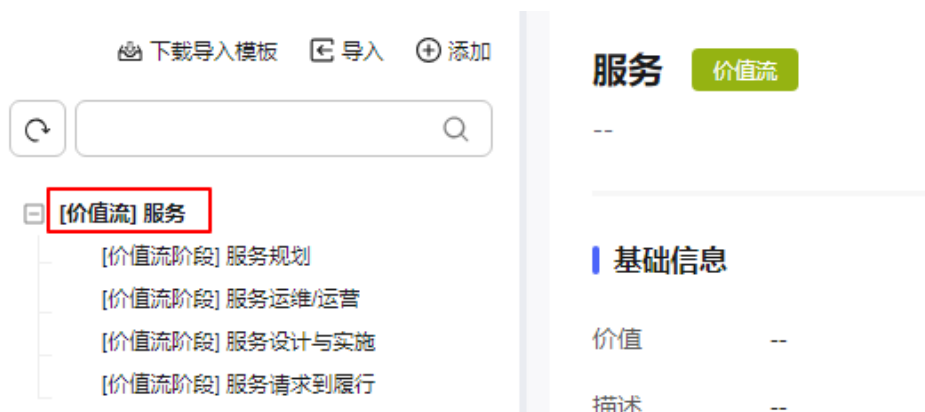 下载导入模板 导入 添加
[价值流] 服务
[价值流阶段] 服务规划
[价值流阶段] 服务运维/运营
[价值流阶段] 服务设计与实施
[价值流阶段] 服务请求到履行
服务 价值流
--
基础信息
价值 --
描述 --